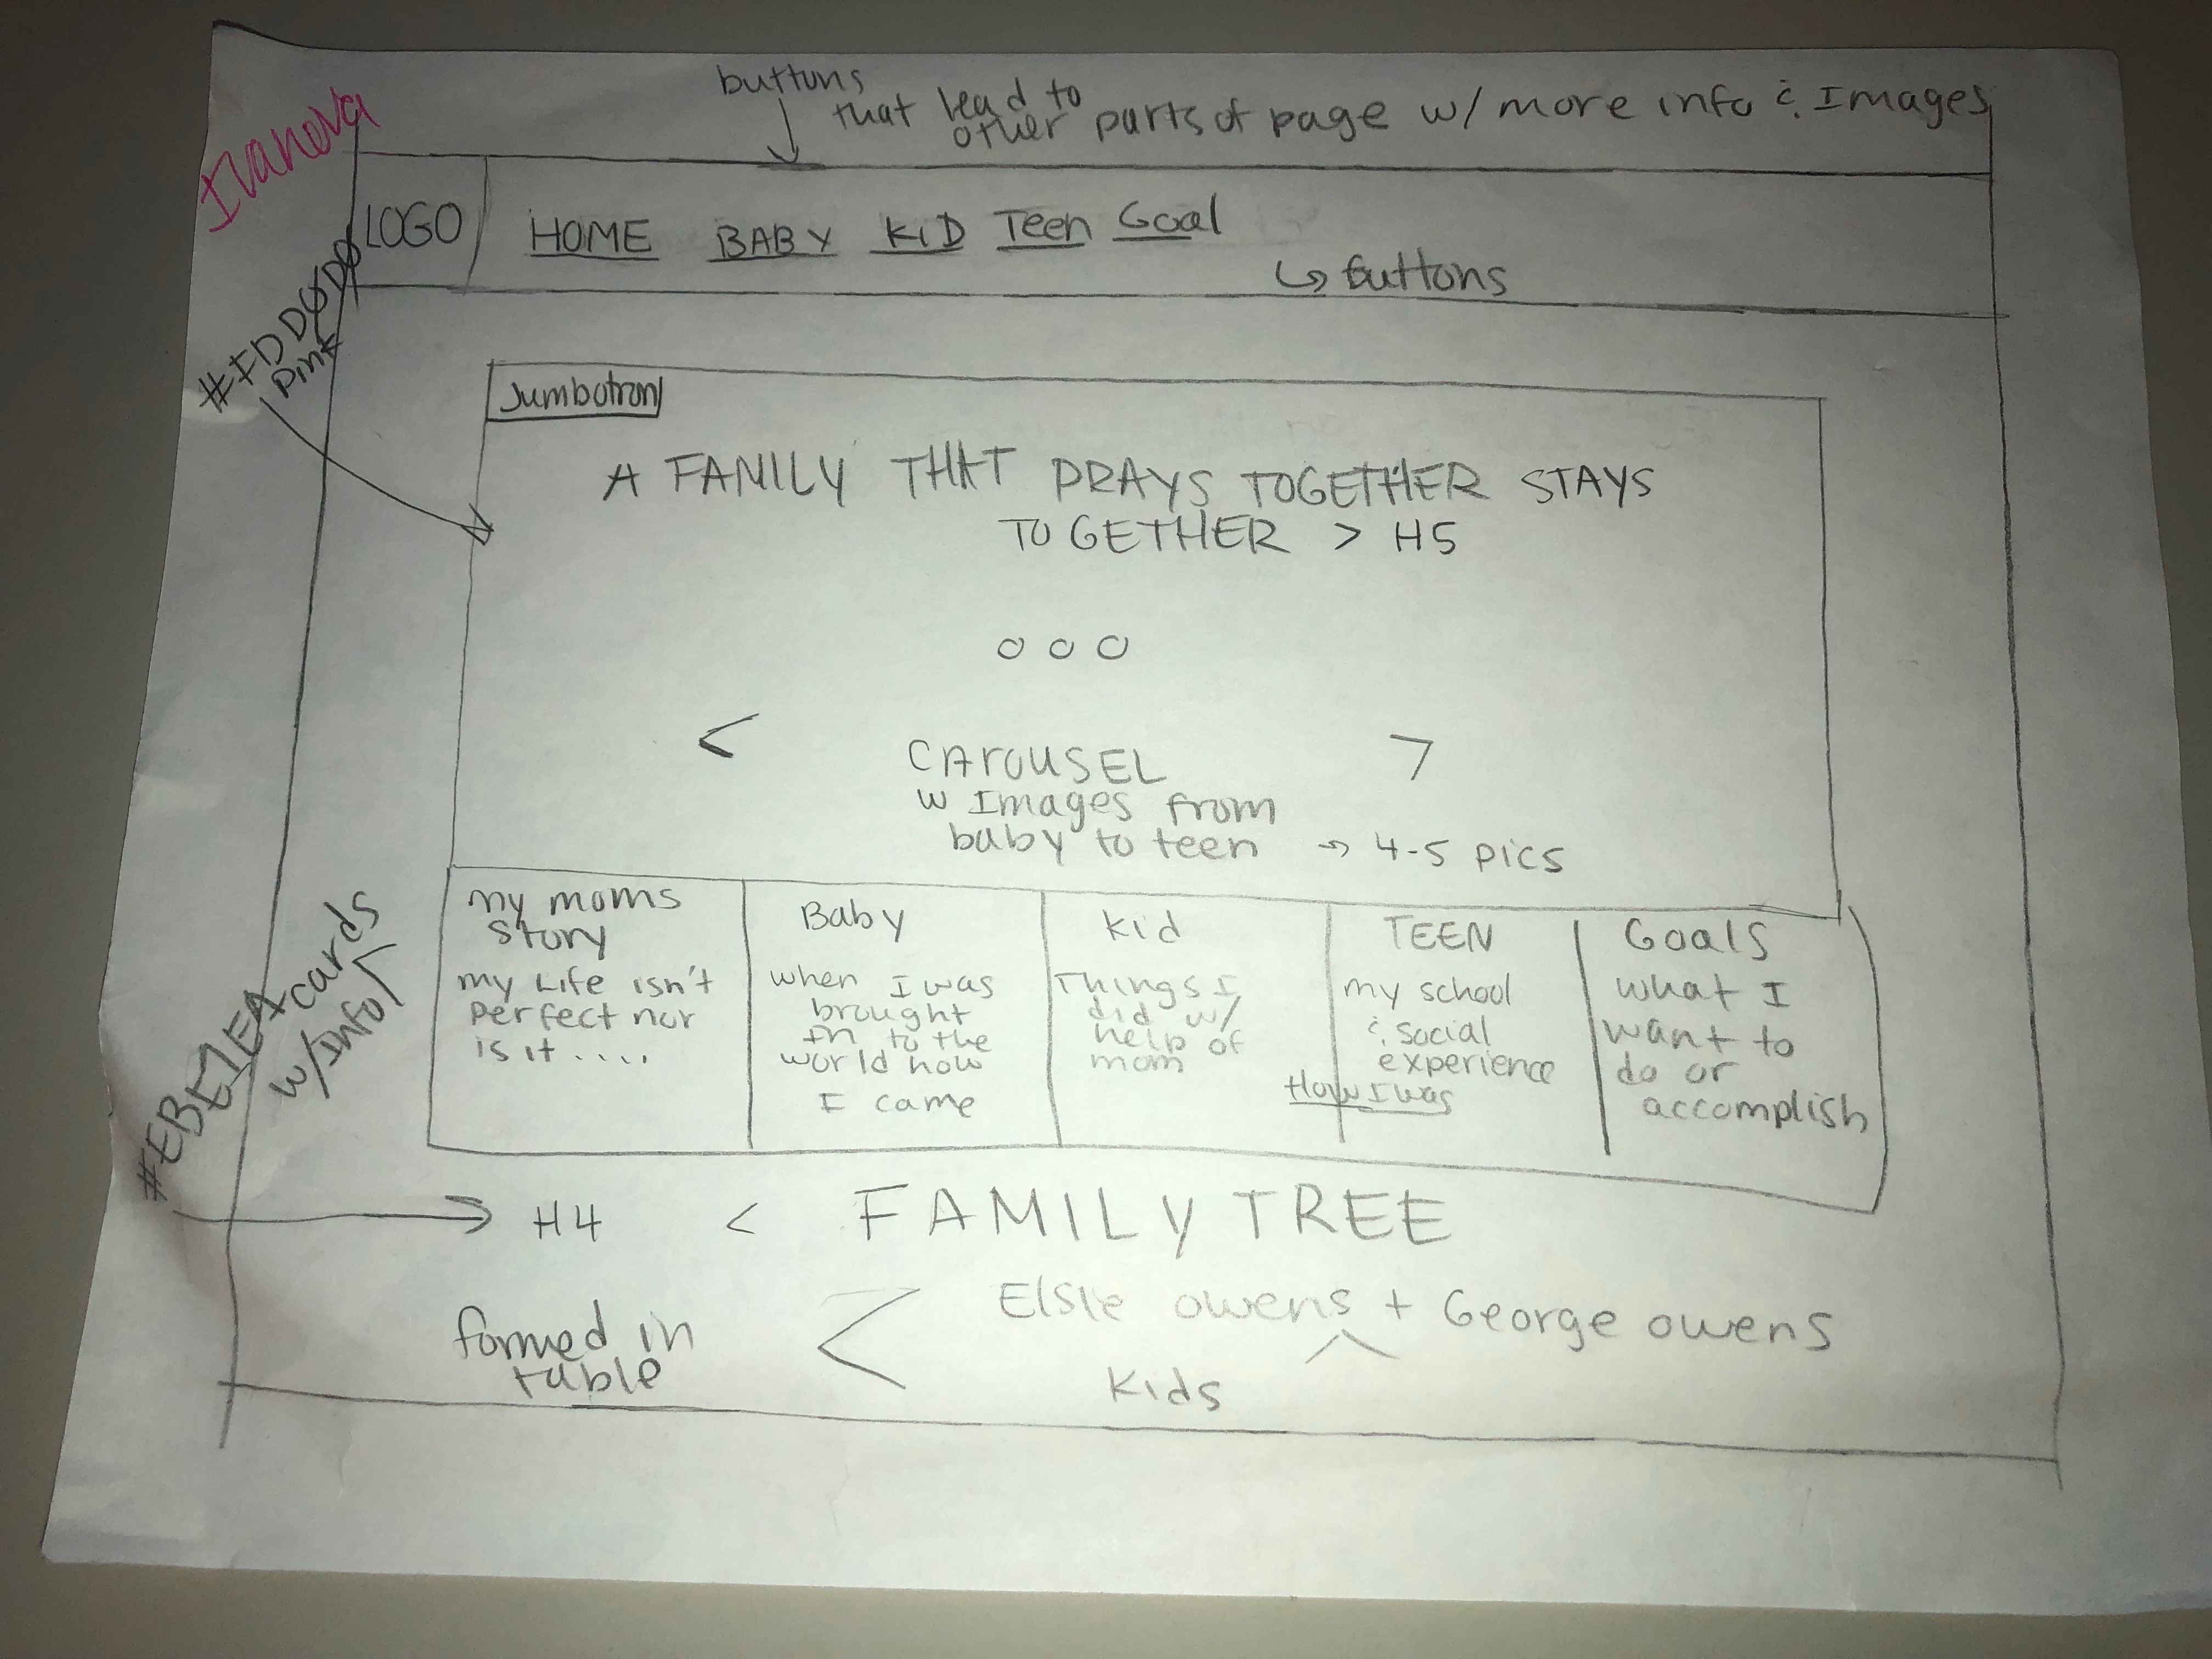 buttons
that lead to
other parts of page w/ more info & Images
LOGO
HOME BABY KID Teen Goal
↳ buttons
pink
Jumbotron
A FAMILY THAT PRAYS TOGETHER STAYS
TOGETHER > H5
o o o
< >
CAROUSEL
w Images from
baby to teen → 4-5 pics
cards
w/Info
my moms
story
my Life isn't
perfect nor
is it ....
Baby
when I was
brought
In to the
world how
I came
Kid
Things I
did w/
help of
mom
TEEN
my school
& social
experience
How I was
Goals
what I
want to
do or
accomplish
H4 < FAMILY TREE
formed in
table
Elsie owens + George owens
Kids